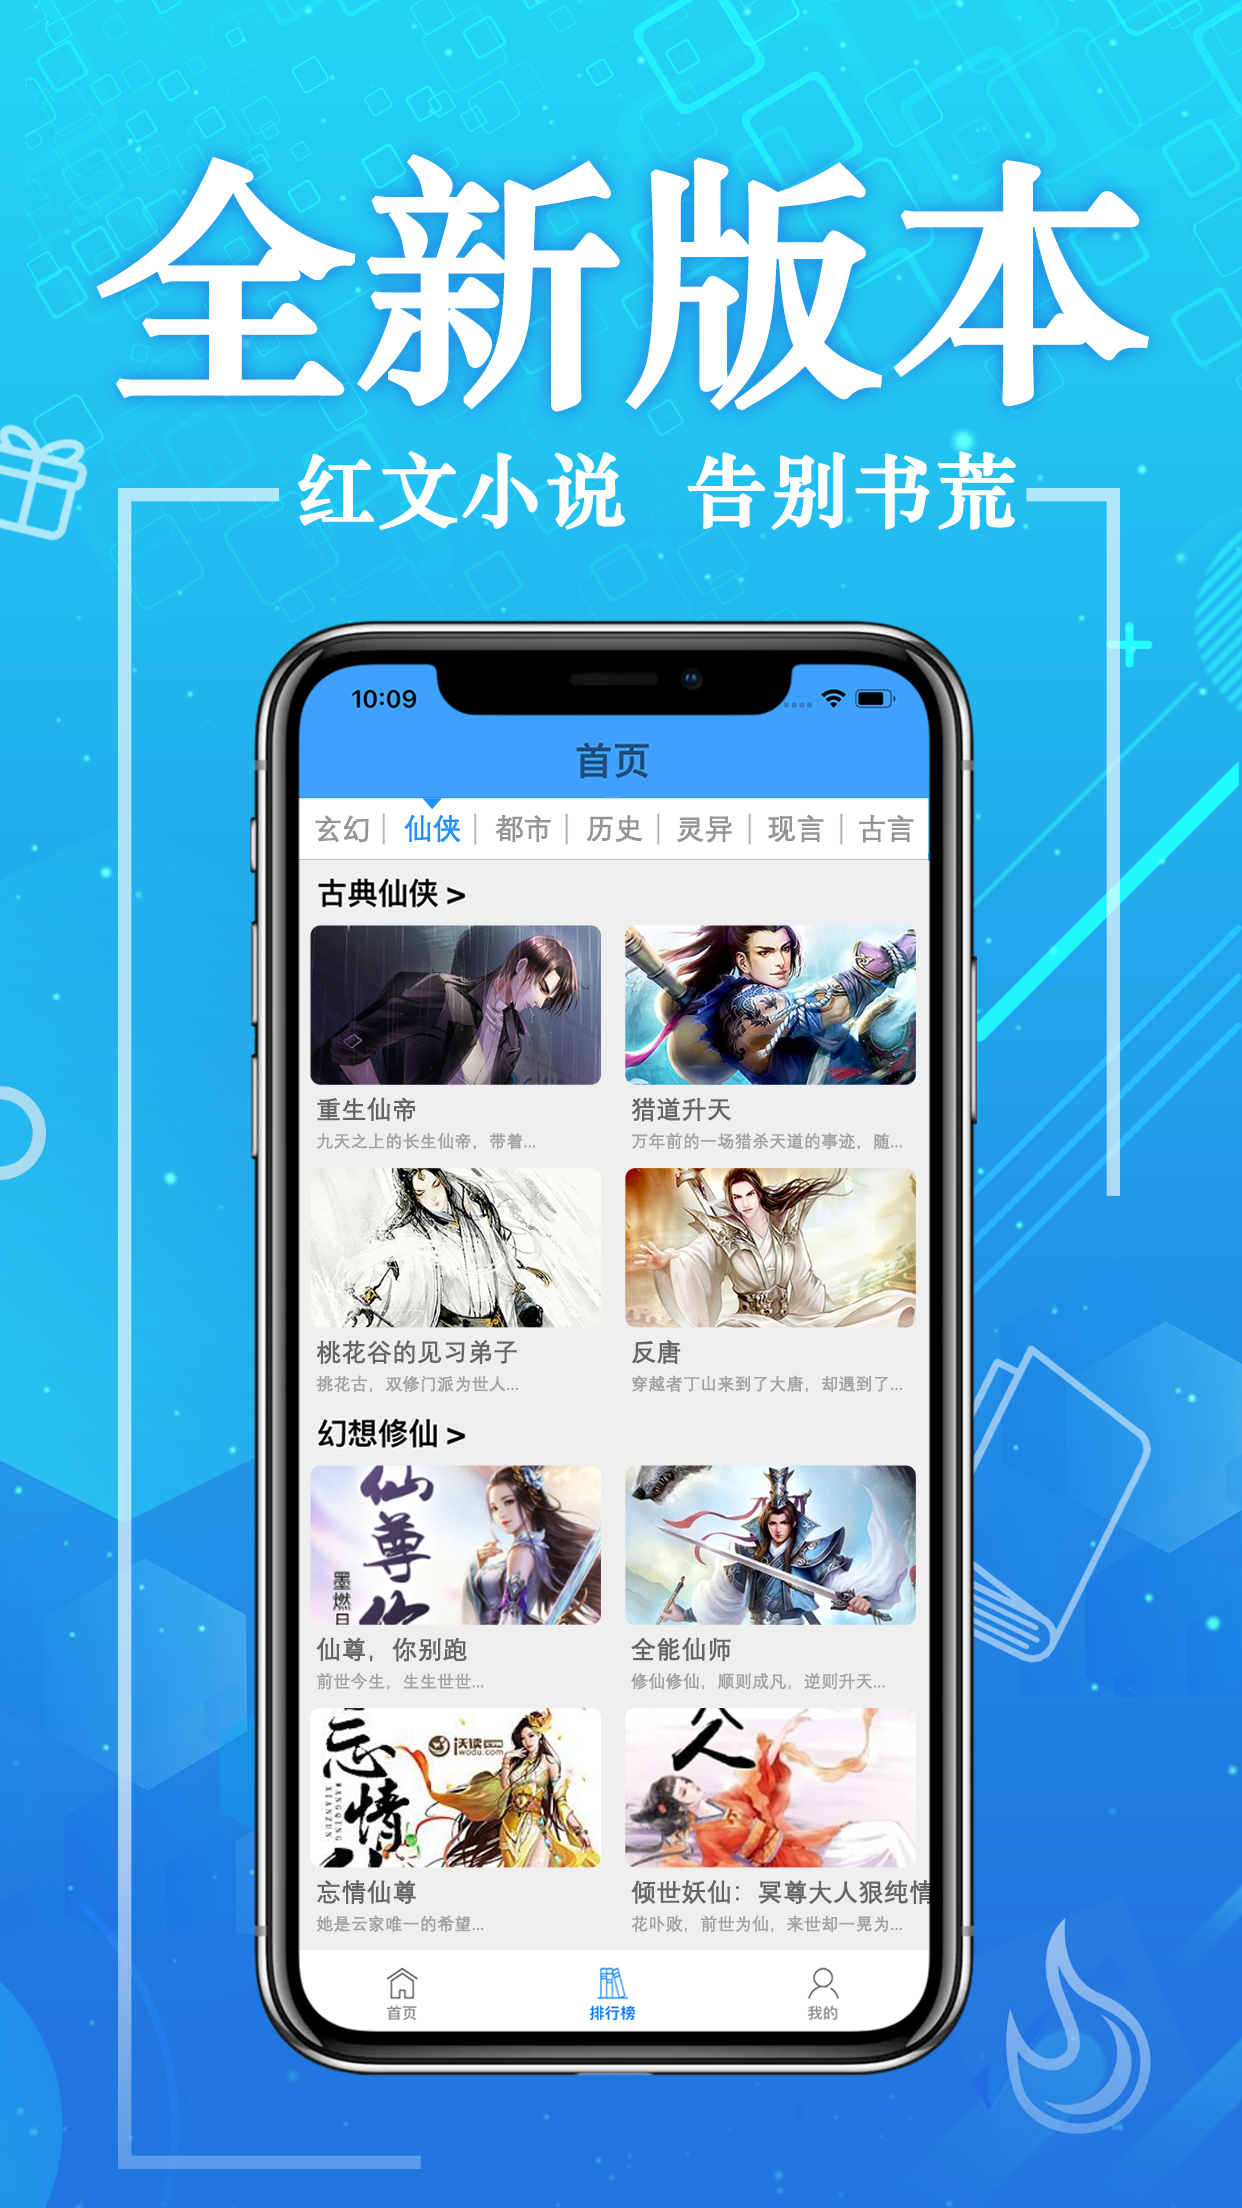 全新版本
红文小说 告别书荒
10:09
首页
玄幻 | 仙侠 | 都市 | 历史 | 灵异 | 现言 | 古言
古典仙侠 >
重生仙帝
九天之上的长生仙帝，带着...
猎道升天
万年前的一场猎杀天道的事迹，随...
桃花谷的见习弟子
挑花古，双修门派为世人...
反唐
穿越者丁山来到了大唐，却遇到了...
幻想修仙 >
仙尊你
墨燃日
仙尊，你别跑
前世今生，生生世世...
全能仙师
修仙修仙，顺则成凡，逆则升天...
忘情仙
WANGQING
XIANZUN
沃读
iwodu.com
忘情仙尊
她是云家唯一的希望...
倾世妖仙：冥尊大人狠纯情
花卟败，前世为仙，来世却一晃为...
首页
排行榜
我的